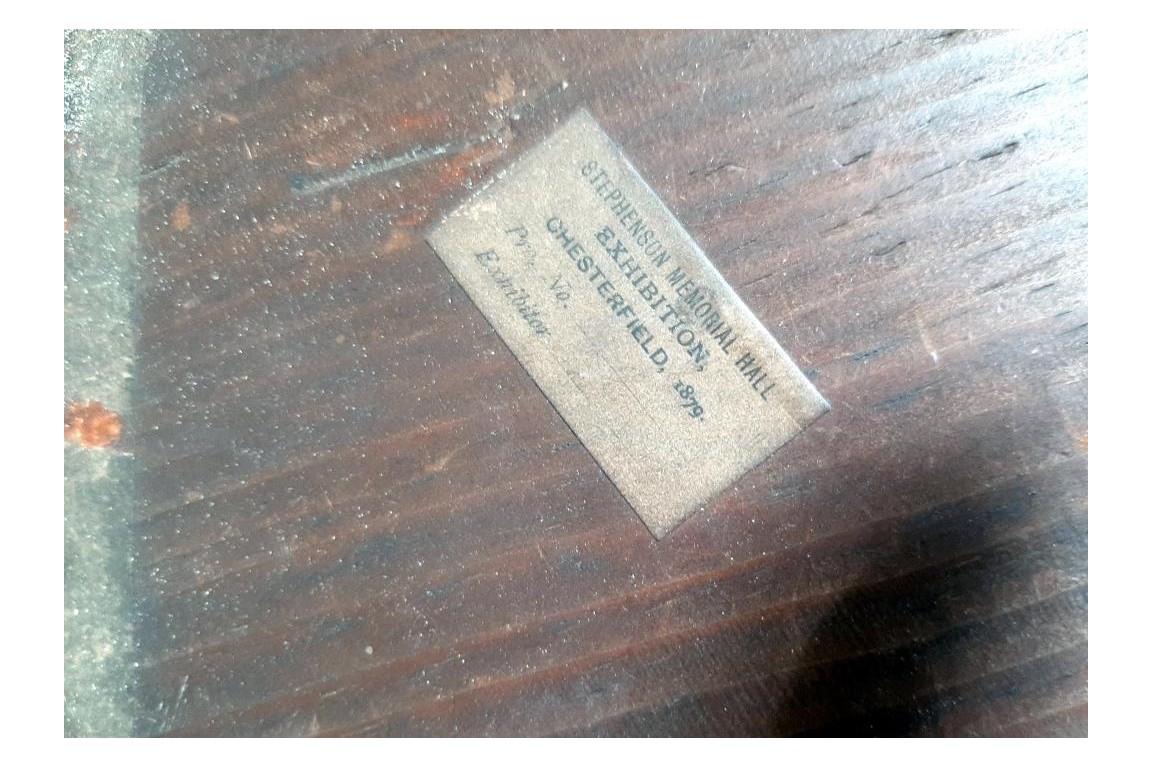 STEPHENSON MEMORIAL HALL
EXHIBITION,
CHESTERFIELD, 1879.
No.
Exhibitor